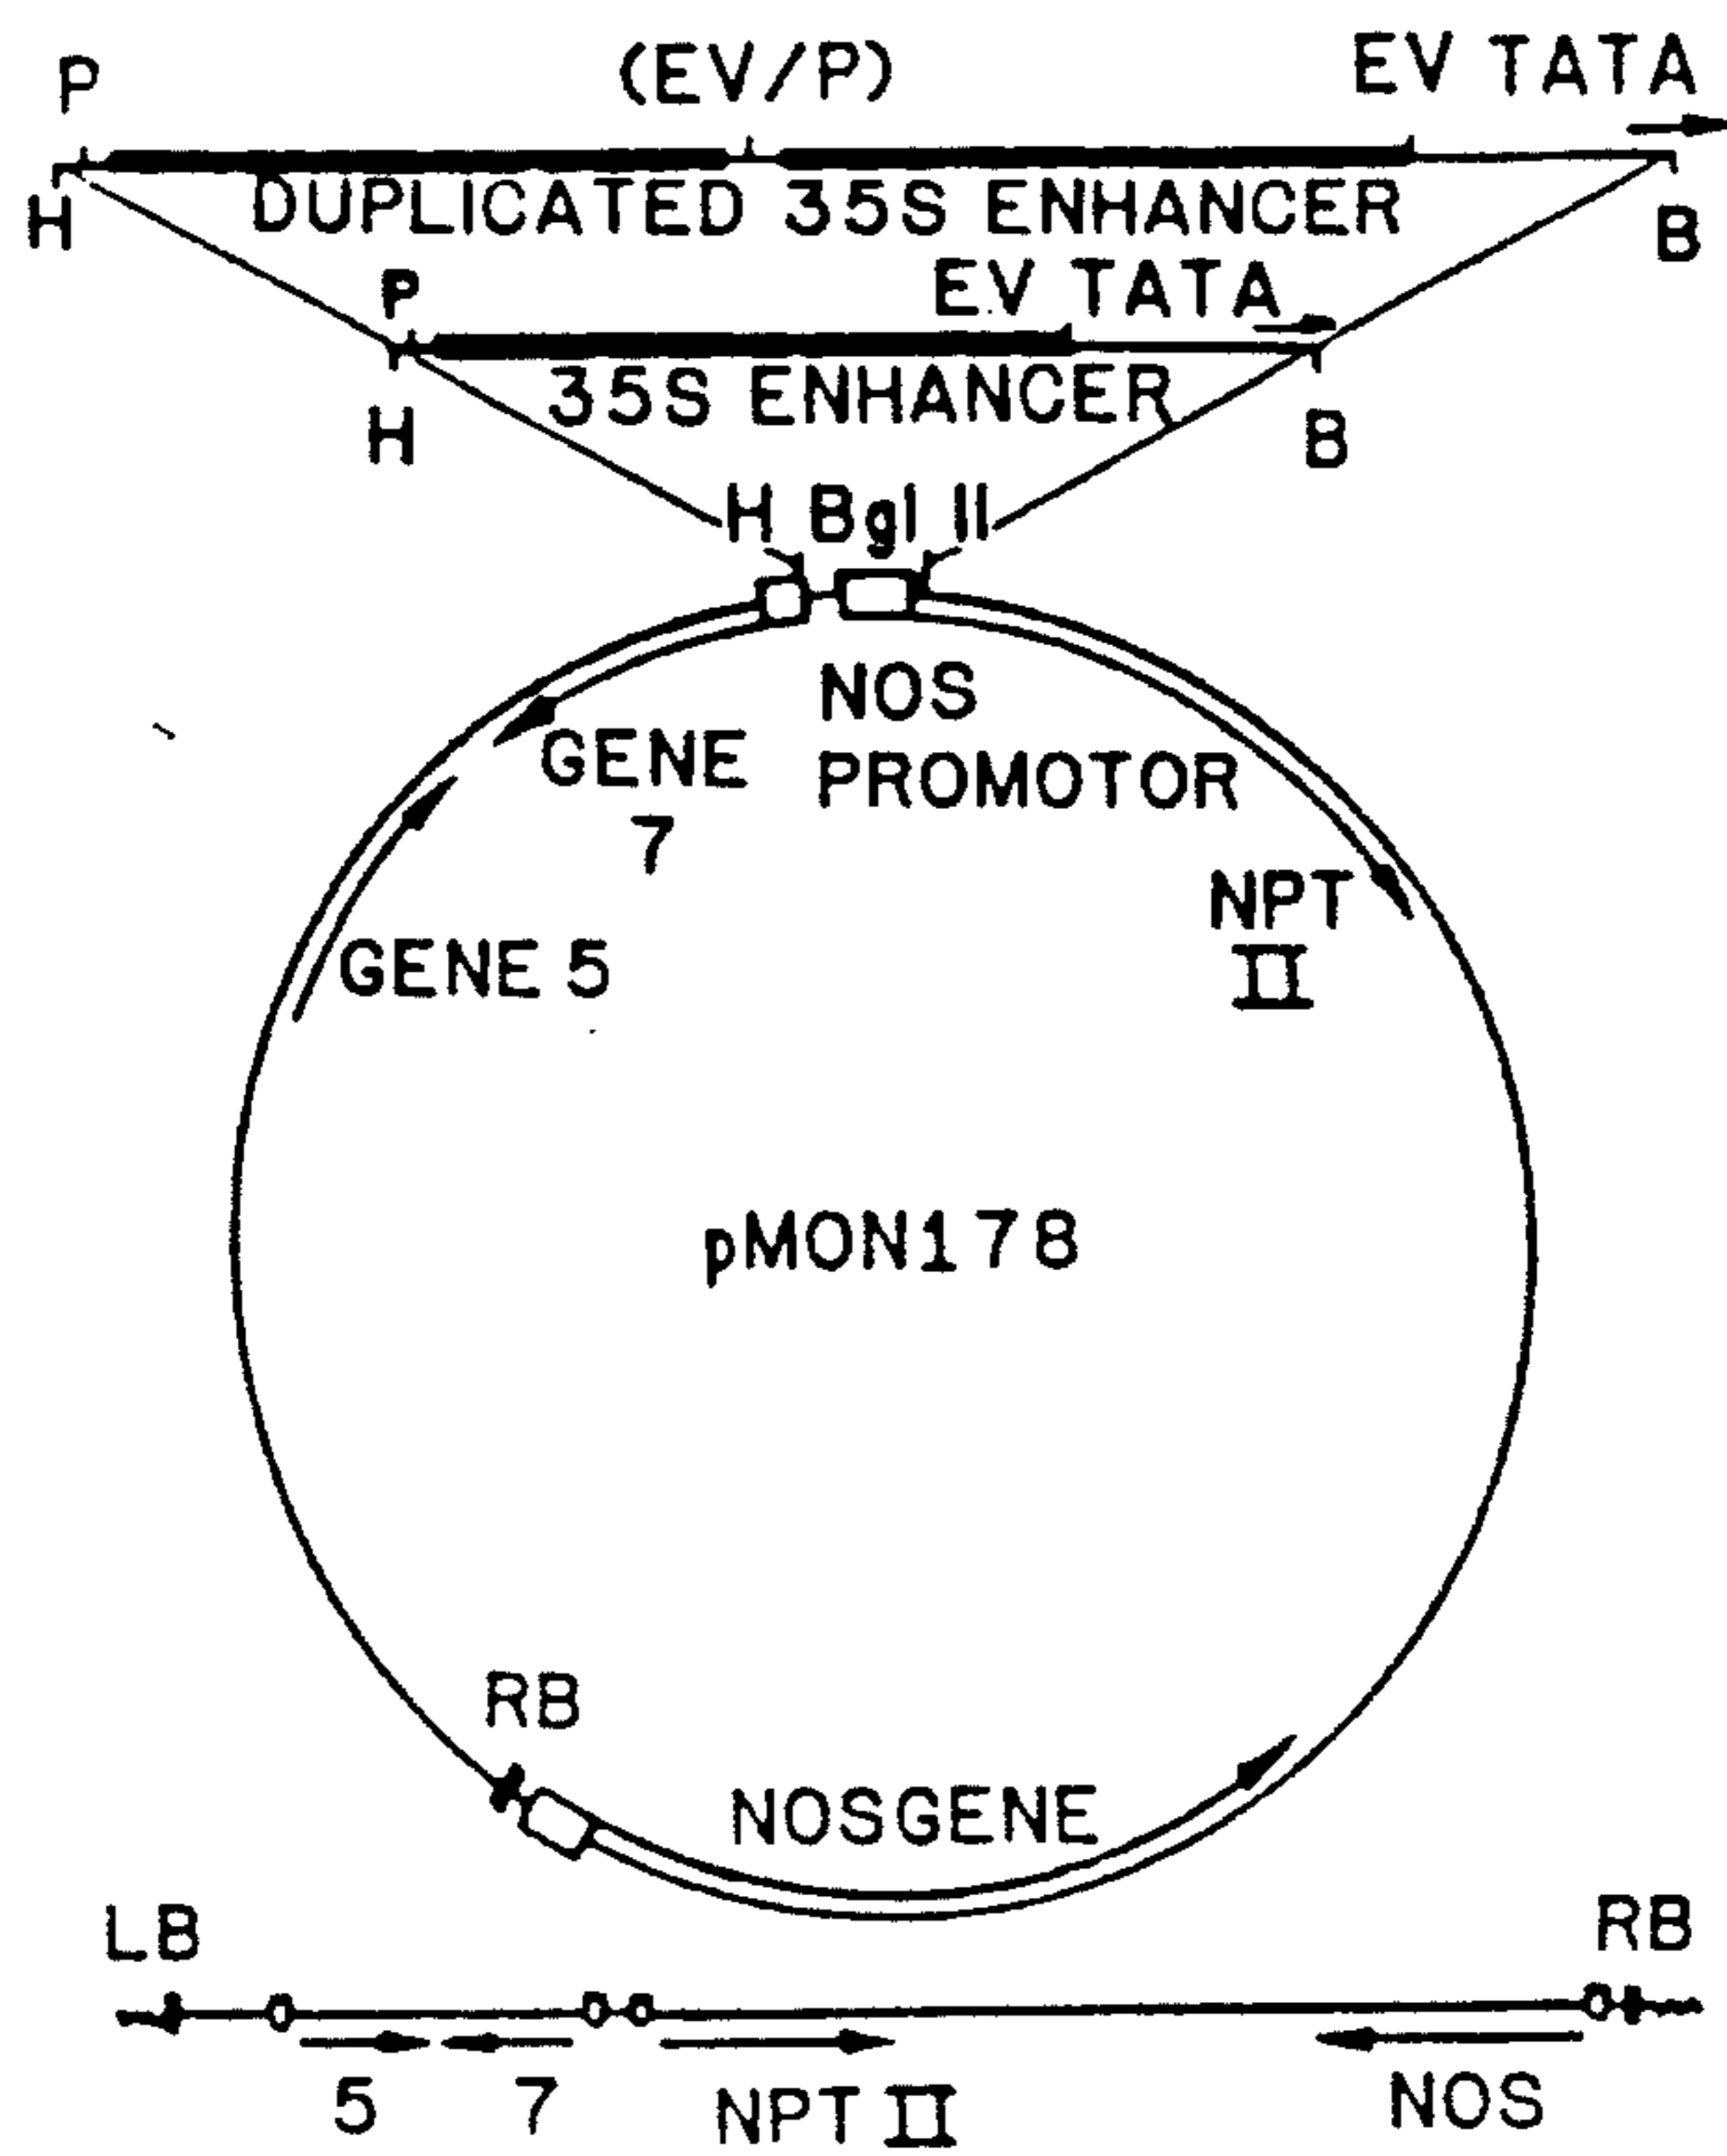 P (EV/P) EV TATA
H DUPLICATED 35S ENHANCER B
P EV TATA
H 35S ENHANCER B
H Bgl II
NOS
PROMOTOR
GENE
7
NPT
II
GENE 5
pMON178
RB
NOSGENE
LB RB
5 7 NPT II NOS